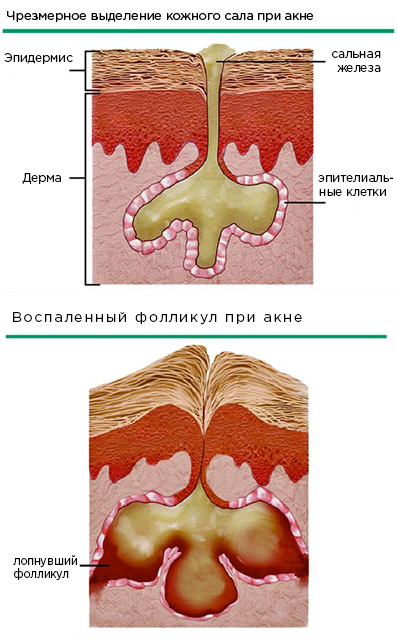 Чрезмерное выделение кожного сала при акне
Эпидермис
сальная
железа
Дерма
эпителиаль-
ные клетки
Воспаленный фолликул при акне
лопнувший
фолликул